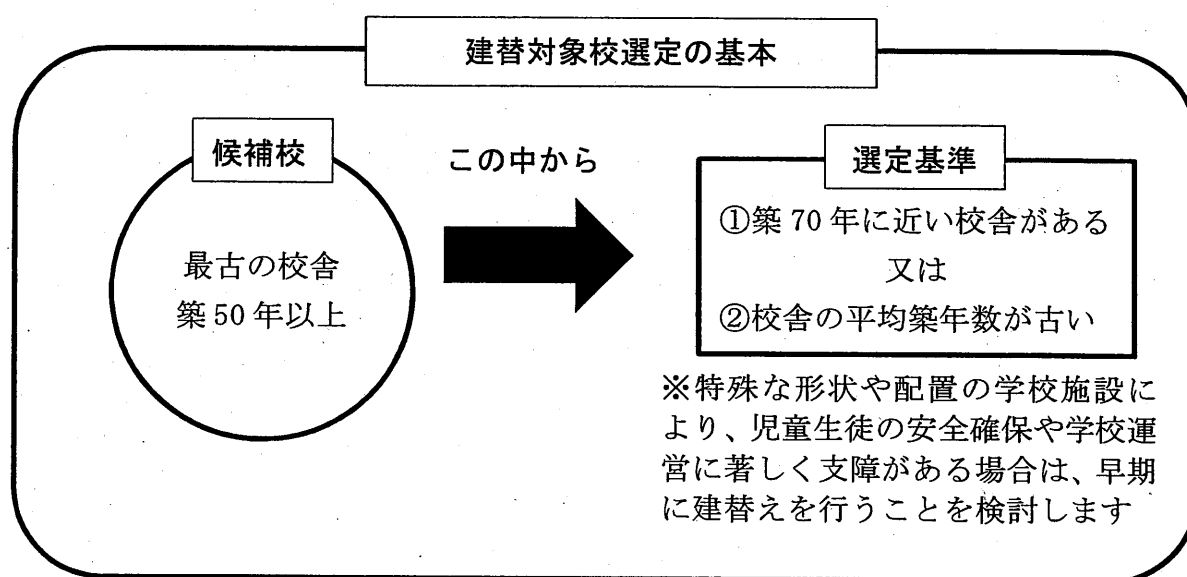 建替対象校選定の基本
候補校
最古の校舎
築50年以上
この中から
選定基準
①築70年に近い校舎がある
又は
②校舎の平均築年数が古い
※特殊な形状や配置の学校施設に
より、児童生徒の安全確保や学校運
営に著しく支障がある場合は、早期
に建替えを行うことを検討します